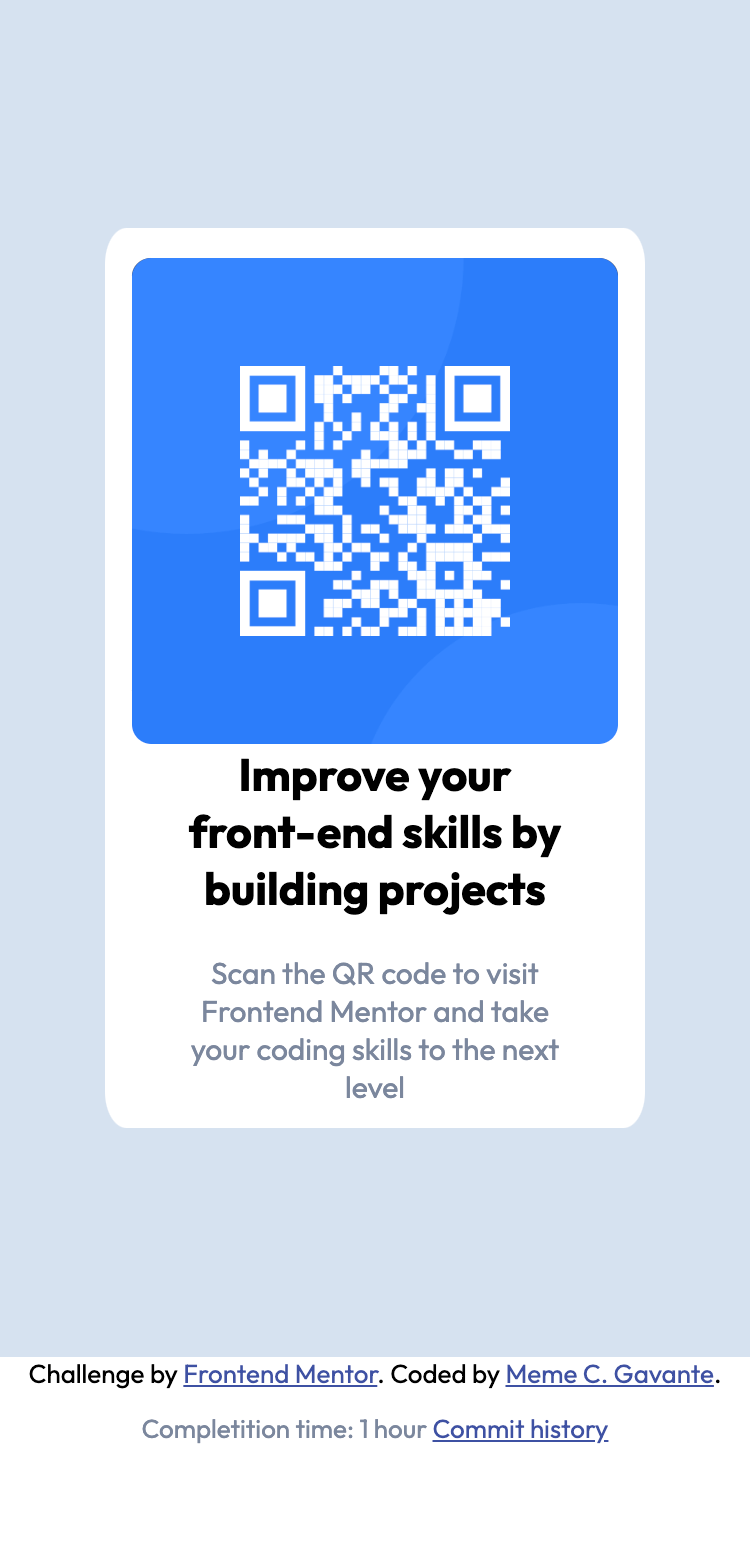 Improve your
front-end skills by
building projects
Scan the QR code to visit
Frontend Mentor and take
your coding skills to the next
level
Challenge by Frontend Mentor. Coded by Meme C. Gavante.
Completition time: 1 hour Commit history